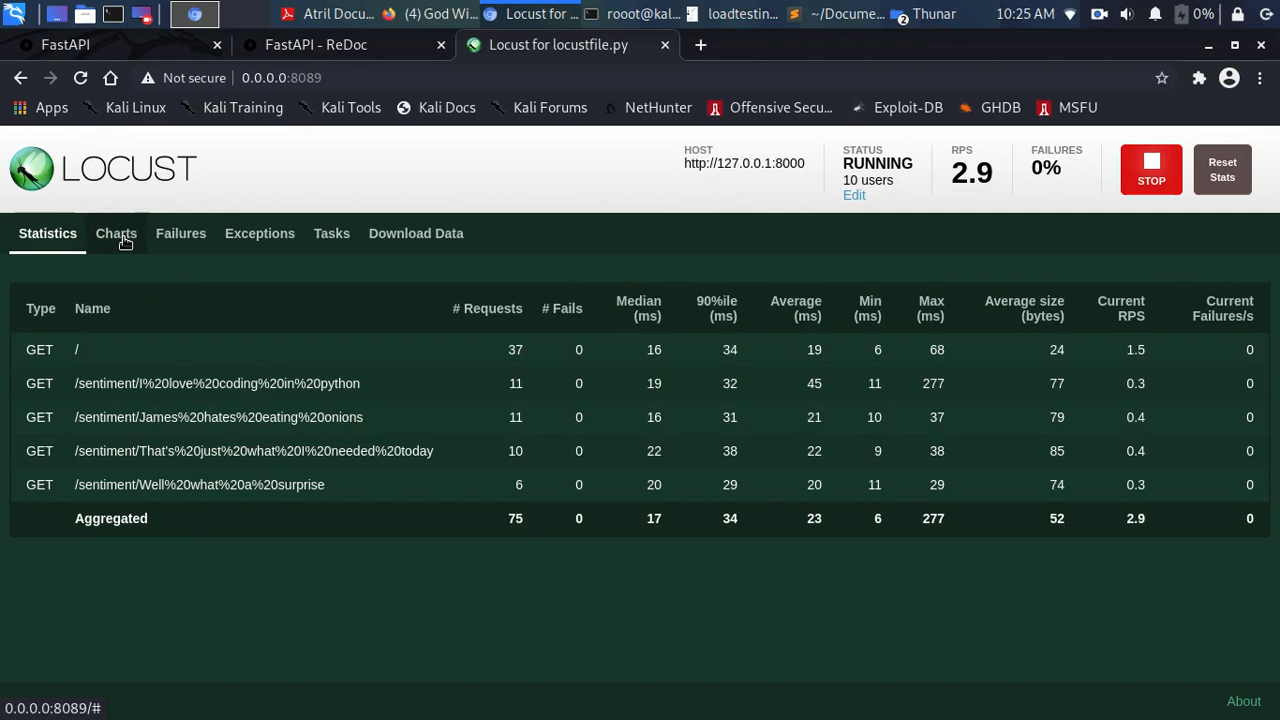 Atril Docu... (4) God Wi... Locust for ... rooot@kal... loadtestin... ~/Docume... 2 Thunar 10:25 AM 0%
FastAPI FastAPI - ReDoc Locust for locustfile.py
Not secure 0.0.0.0:8089
Apps Kali Linux Kali Training Kali Tools Kali Docs Kali Forums NetHunter Offensive Secu... Exploit-DB GHDB MSFU
LOCUST
HOST
http://127.0.0.1:8000
STATUS
RUNNING
10 users
Edit
RPS
2.9
FAILURES
0%
STOP
Reset
Stats
Statistics Charts Failures Exceptions Tasks Download Data
Type Name # Requests # Fails Median (ms) 90%ile (ms) Average (ms) Min (ms) Max (ms) Average size (bytes) Current RPS Current Failures/s
GET / 37 0 16 34 19 6 68 24 1.5 0
GET /sentiment/I%20love%20coding%20in%20python 11 0 19 32 45 11 277 77 0.3 0
GET /sentiment/James%20hates%20eating%20onions 11 0 16 31 21 10 37 79 0.4 0
GET /sentiment/That's%20just%20what%20I%20needed%20today 10 0 22 38 22 9 38 85 0.4 0
GET /sentiment/Well%20what%20a%20surprise 6 0 20 29 20 11 29 74 0.3 0
Aggregated 75 0 17 34 23 6 277 52 2.9 0
About
0.0.0.0:8089/#